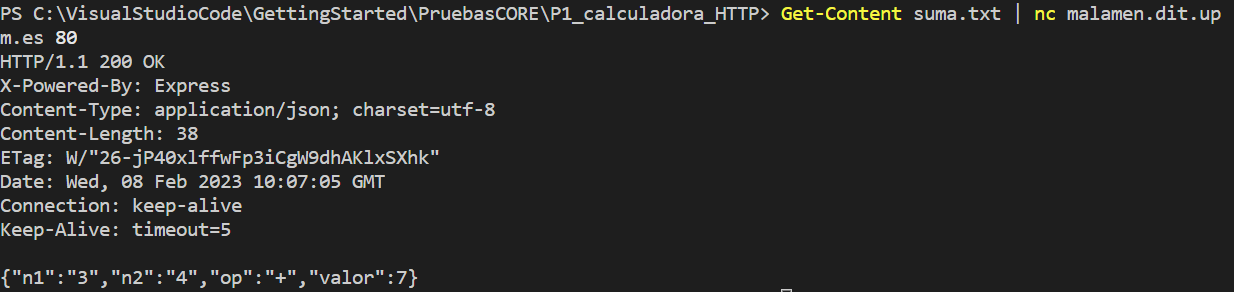 PS C:\VisualStudioCode\GettingStarted\PruebasCORE\P1_calculadora_HTTP> Get-Content suma.txt | nc malamen.dit.up
m.es 80
HTTP/1.1 200 OK
X-Powered-By: Express
Content-Type: application/json; charset=utf-8
Content-Length: 38
ETag: W/"26-jP40xlffwFp3iCgW9dhAKlxSXhk"
Date: Wed, 08 Feb 2023 10:07:05 GMT
Connection: keep-alive
Keep-Alive: timeout=5

{"n1":"3","n2":"4","op":"+","valor":7}